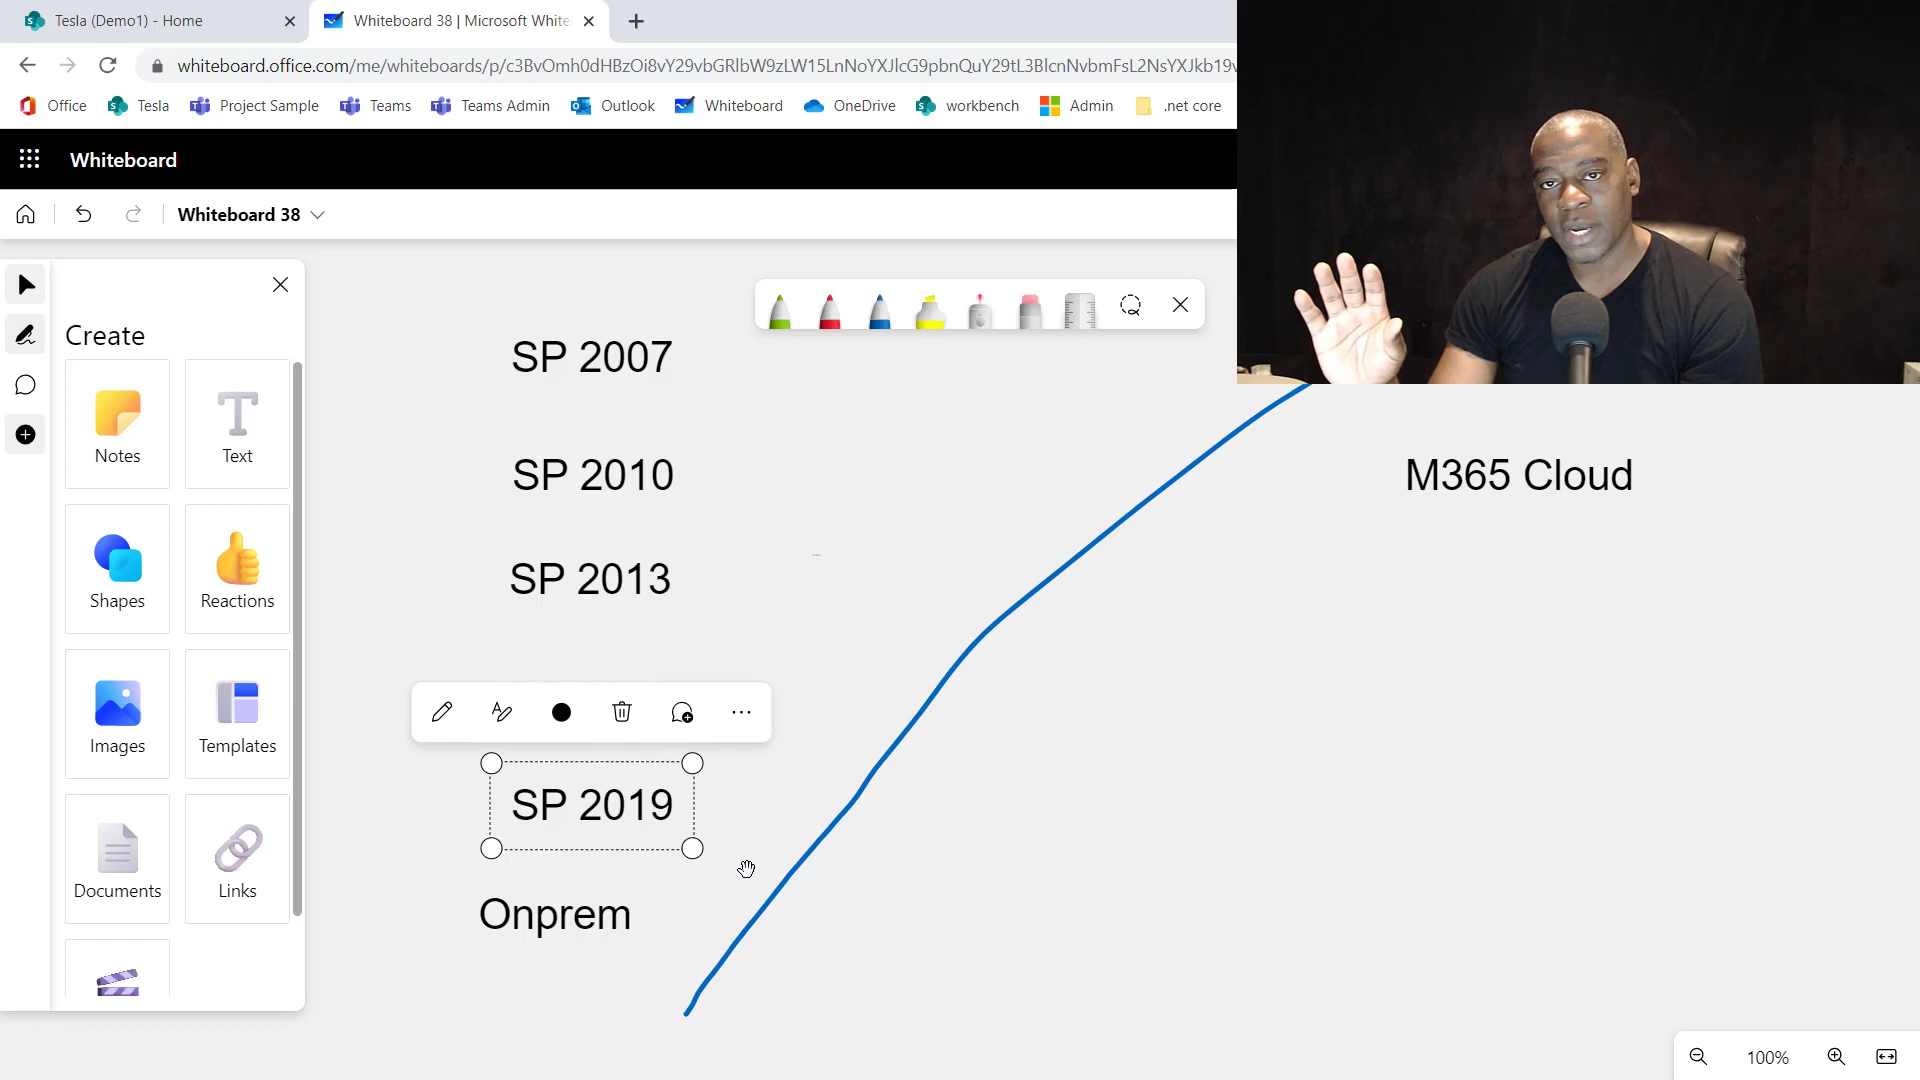 Tesla (Demo1) - Home
Whiteboard 38 | Microsoft White
whiteboard.office.com/me/whiteboards/p/c3BvOmh0dHBzOi8vY29vbGRlbW9zLW15LnNoYXJlcG9pbnQuY29tL3BlcnNvbmFsL2NsYXJkb19v
Office Tesla Project Sample Teams Teams Admin Outlook Whiteboard OneDrive workbench Admin .net core
Whiteboard
Whiteboard 38
Create
Notes Text
Shapes Reactions
Images Templates
Documents Links
SP 2007
SP 2010
SP 2013
SP 2019
Onprem
M365 Cloud
100%